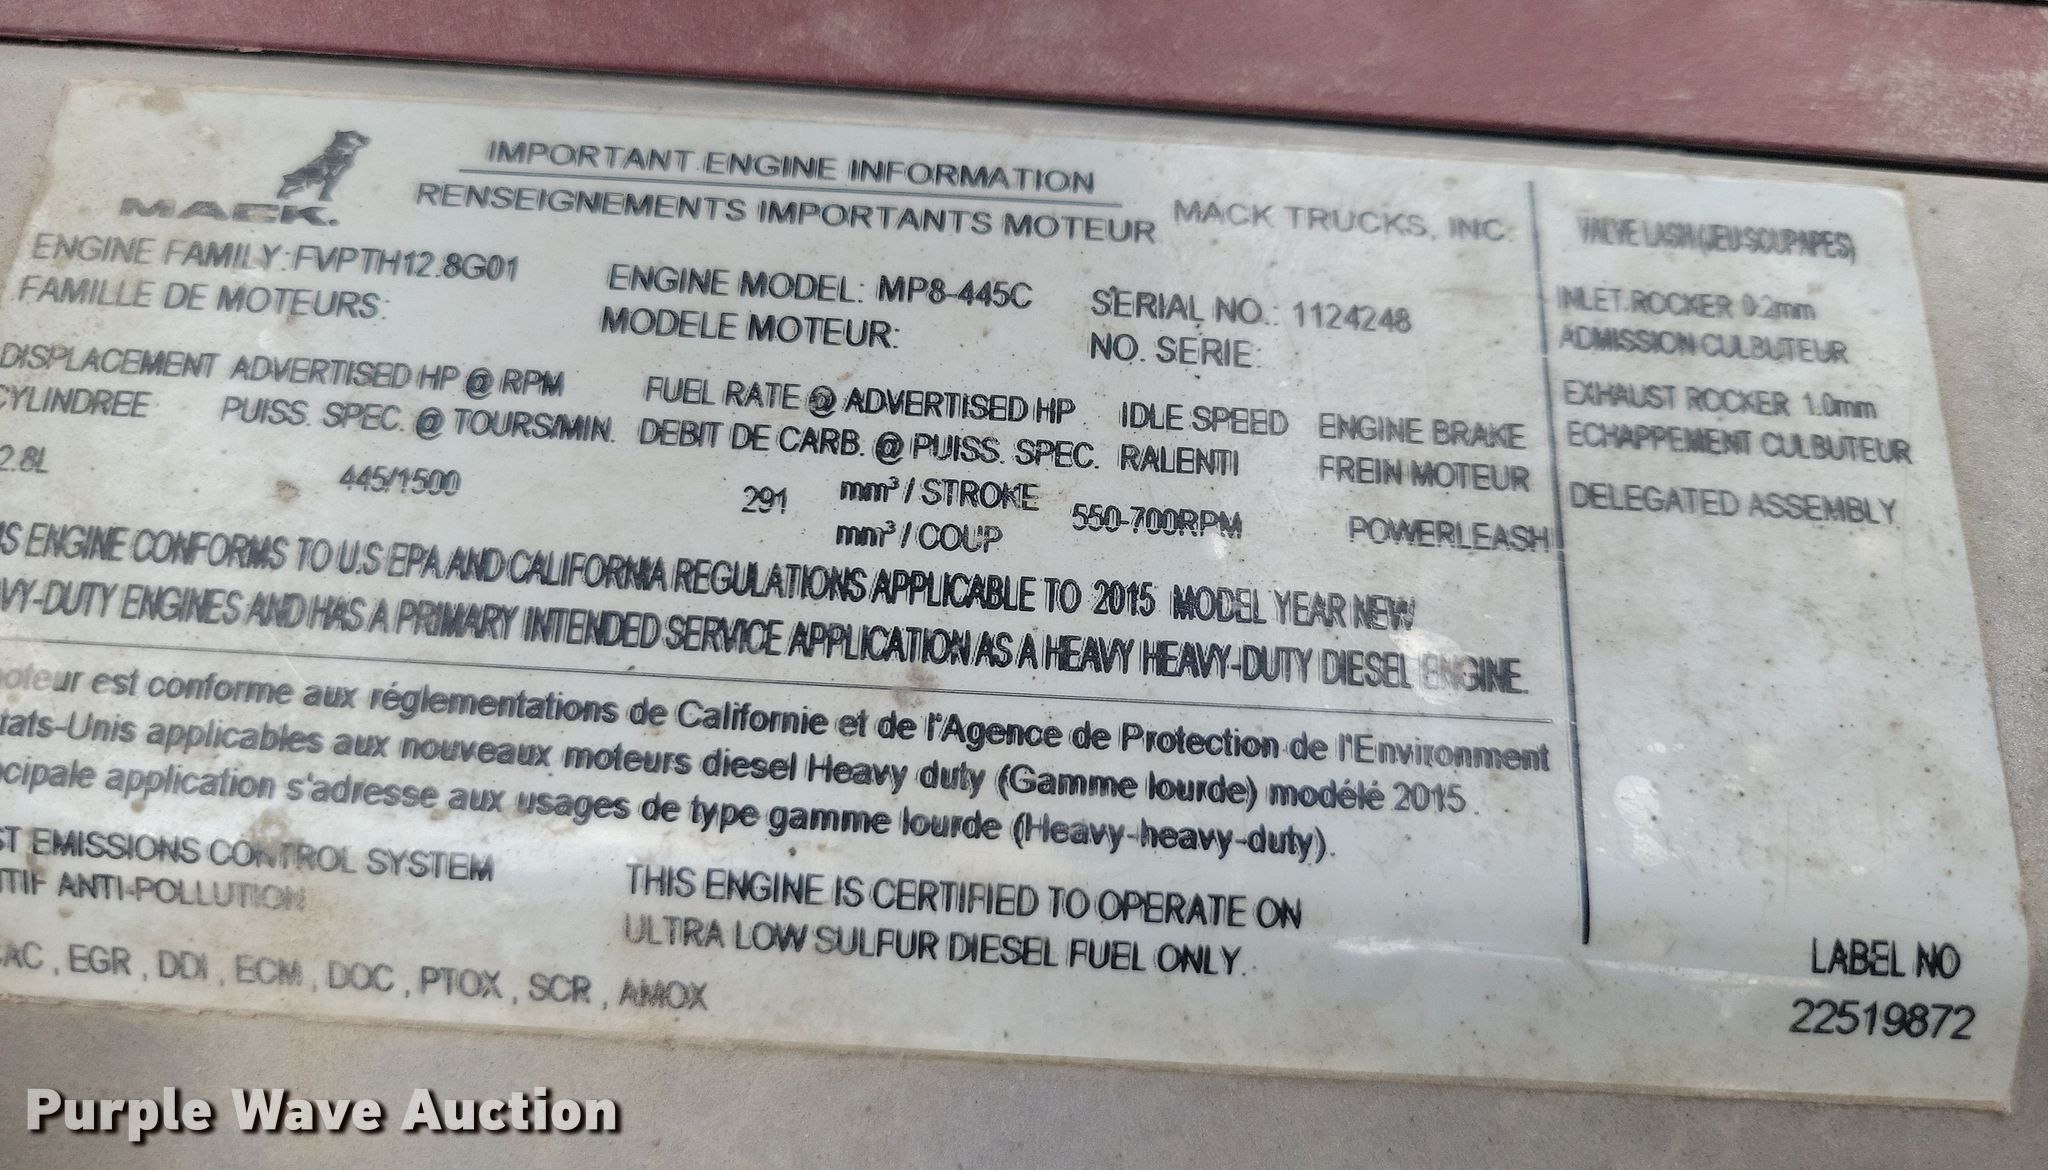 MACK.
IMPORTANT ENGINE INFORMATION
RENSEIGNEMENTS IMPORTANTS MOTEUR
MACK TRUCKS, INC.
ENGINE FAMILY: FVPTH12.8G01
FAMILLE DE MOTEURS:
ENGINE MODEL: MP8-445C
MODELE MOTEUR:
SERIAL NO.: 1124248
NO. SERIE:
DISPLACEMENT
CYLINDREE
2.8L
ADVERTISED HP @ RPM
PUISS. SPEC. @ TOURS/MIN.
445/1500
FUEL RATE @ ADVERTISED HP
DEBIT DE CARB. @ PUISS. SPEC.
291 mm³ / STROKE
mm³ / COUP
IDLE SPEED
RALENTI
550-700RPM
ENGINE BRAKE
FREIN MOTEUR
POWERLEASH
IS ENGINE CONFORMS TO U.S EPA AND CALIFORNIA REGULATIONS APPLICABLE TO 2015 MODEL YEAR NEW
VY-DUTY ENGINES AND HAS A PRIMARY INTENDED SERVICE APPLICATION AS A HEAVY HEAVY-DUTY DIESEL ENGINE.
oteur est conforme aux réglementations de Californie et de l'Agence de Protection de l'Environment
tats-Unis applicables aux nouveaux moteurs diesel Heavy duty (Gamme lourde) modélé 2015
cipale application s'adresse aux usages de type gamme lourde (Heavy-heavy-duty).
ST EMISSIONS CONTROL SYSTEM
ITIF ANTI-POLLUTION
CAC, EGR, DDI, ECM, DOC, PTOX, SCR, AMOX
THIS ENGINE IS CERTIFIED TO OPERATE ON
ULTRA LOW SULFUR DIESEL FUEL ONLY.
VALVE LASH (JEU SOUPAPES)
INLET ROCKER 0.2mm
ADMISSION CULBUTEUR
EXHAUST ROCKER 1.0mm
ECHAPPEMENT CULBUTEUR
DELEGATED ASSEMBLY
LABEL NO
22519872
Purple Wave Auction